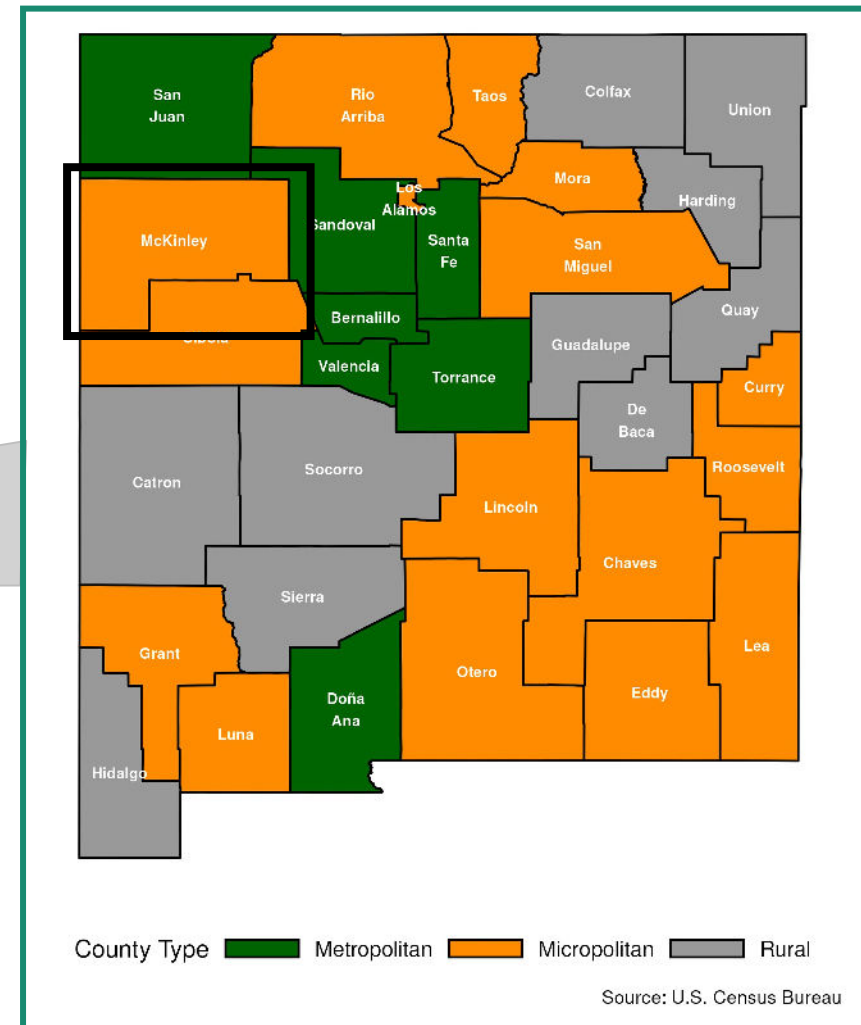 San
Juan
Rio
Arriba
Taos
Colfax
Union
Mora
Harding
Los
Alamos
McKinley
Sandoval
Santa
Fe
San
Miguel
Quay
Bernalillo
Guadalupe
Valencia
Torrance
Curry
De
Baca
Roosevelt
Catron
Socorro
Lincoln
Chaves
Sierra
Grant
Otero
Lea
Eddy
Doña
Ana
Luna
Hidalgo
County Type Metropolitan Micropolitan Rural
Source: U.S. Census Bureau